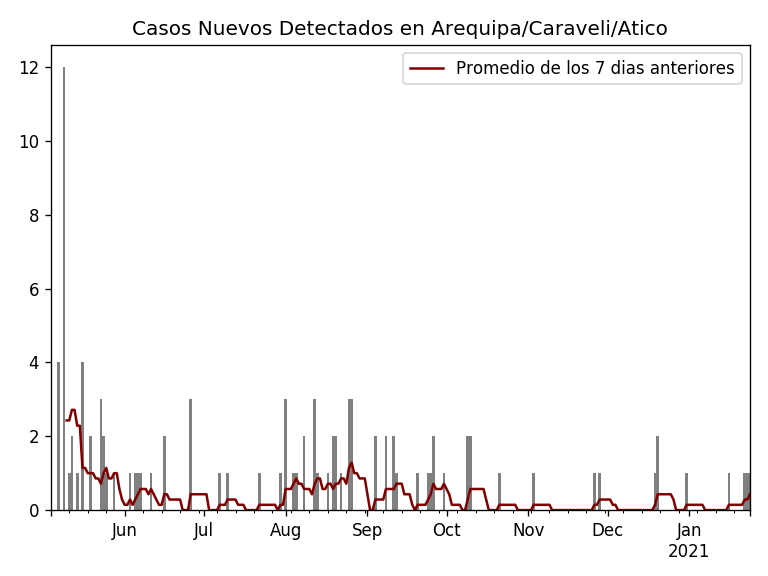 Casos Nuevos Detectados en Arequipa/Caraveli/Atico
Promedio de los 7 dias anteriores
12
10
8
6
4
2
0
Jun Jul Aug Sep Oct Nov Dec Jan
2021